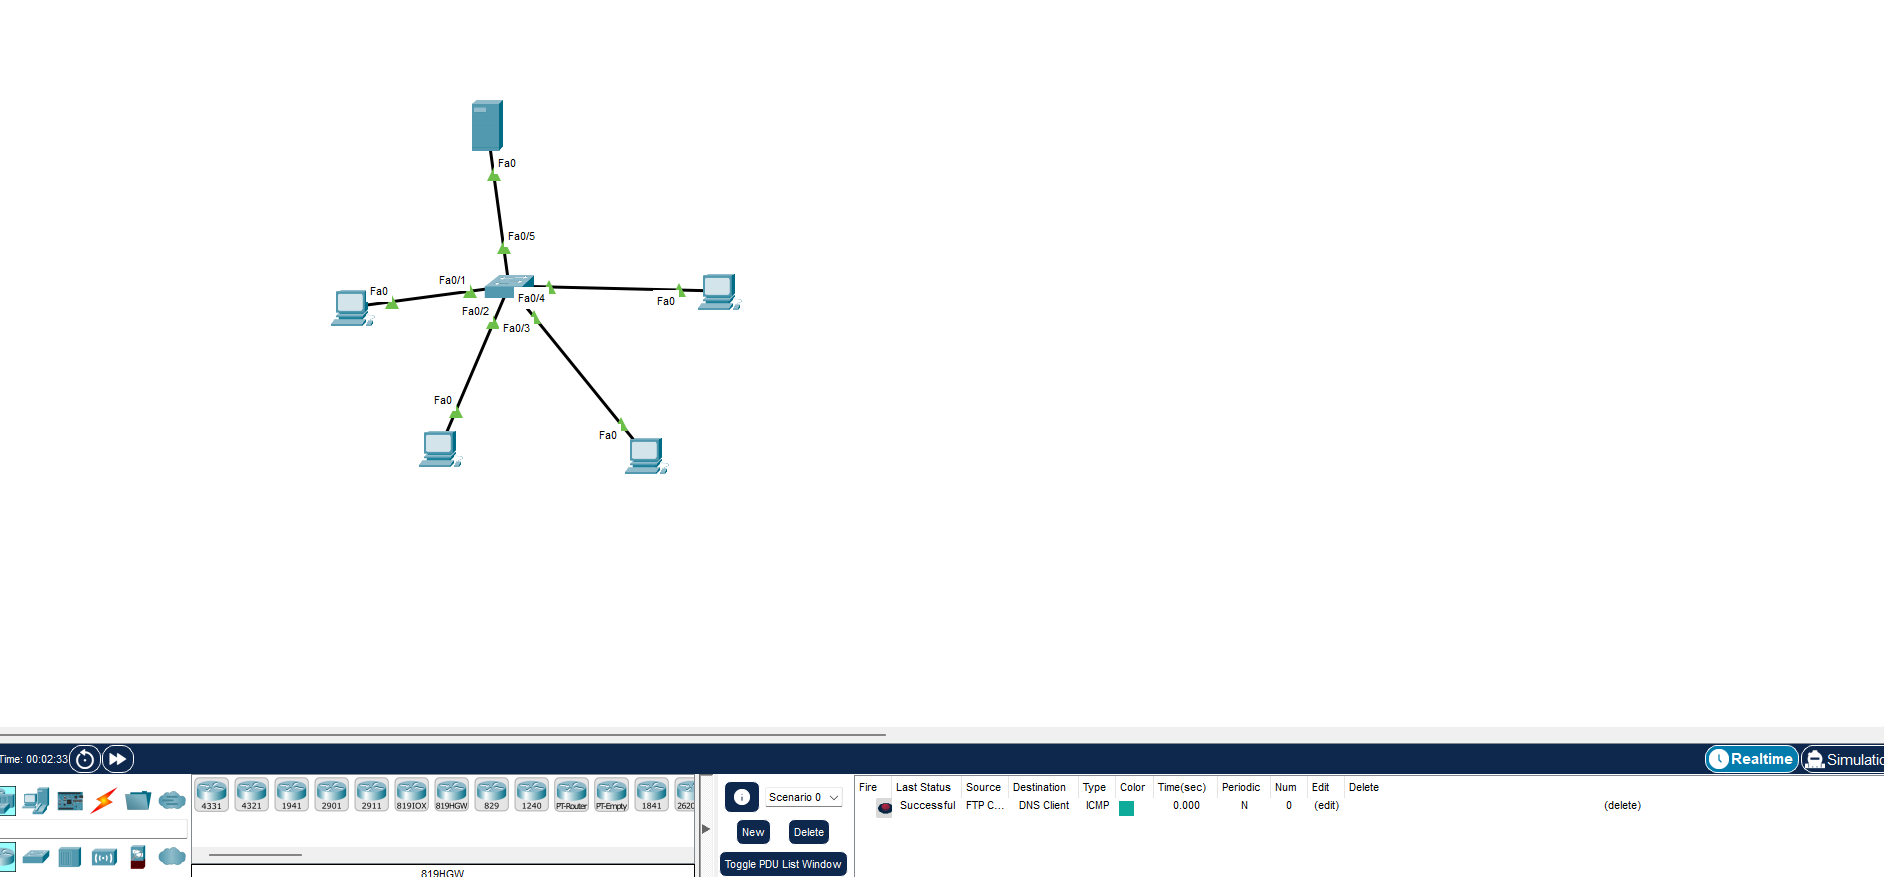 Fa0
Fa0/5
Fa0/1
Fa0
Fa0/4
Fa0
Fa0/2
Fa0/3
Fa0
Fa0
Time: 00:02:33
Realtime
Simulatio
4331
4321
1941
2901
2911
819IOX
819HGW
829
1240
PT-Router
PT-Empty
1841
2620
819HGW
Scenario 0
New
Delete
Toggle PDU List Window
Fire Last Status Source Destination Type Color Time(sec) Periodic Num Edit Delete
Successful FTP C... DNS Client ICMP 0.000 N 0 (edit) (delete)